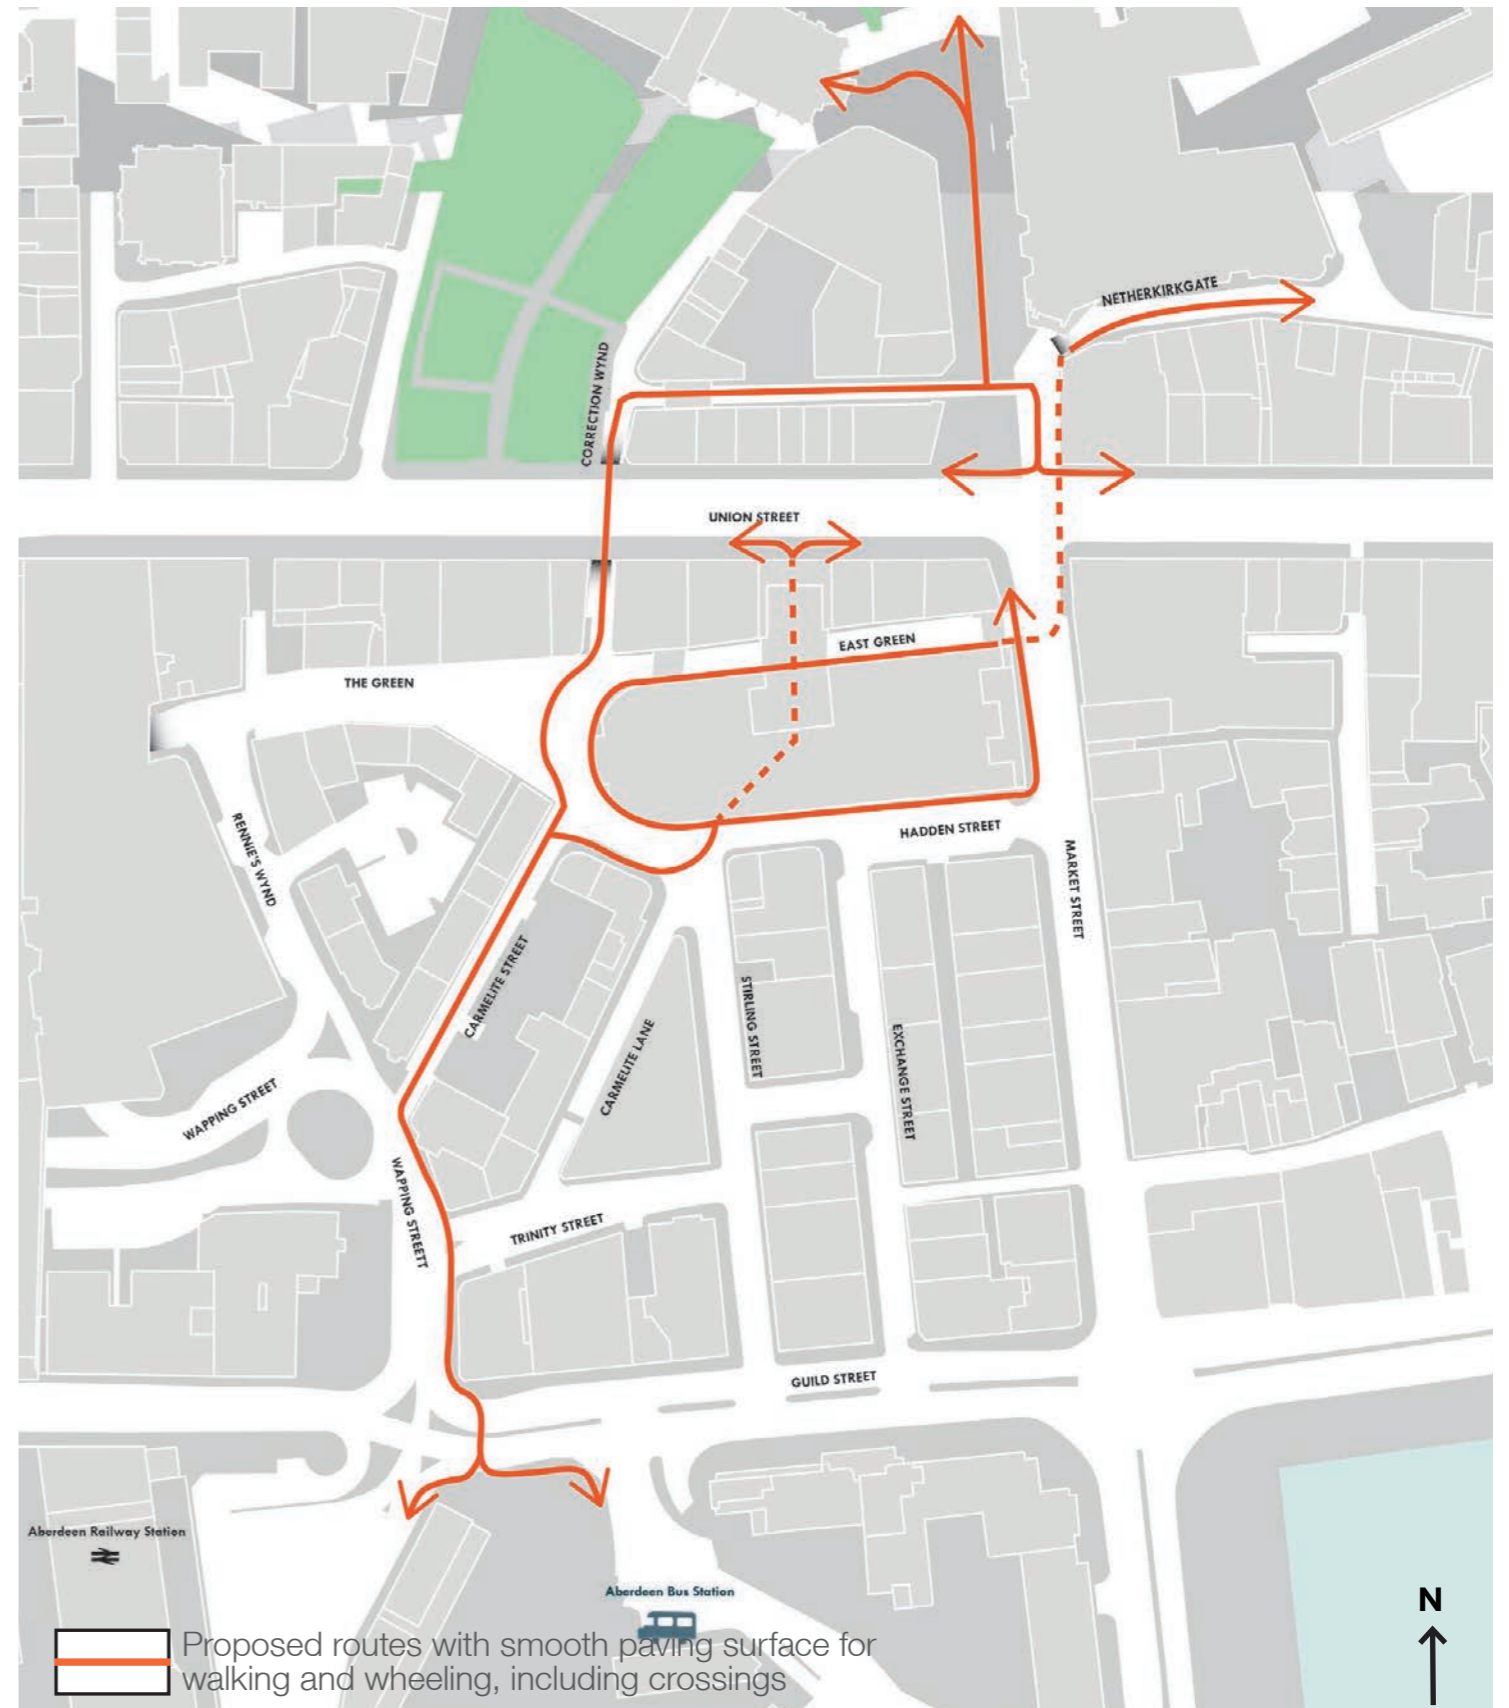 NETHERKIRKGATE
CORRECTION WYND
UNION STREET
EAST GREEN
THE GREEN
HADDEN STREET
RENNIE'S WYND
MARKET STREET
CARMELITE STREET
STIRLING STREET
CARMELITE LANE
EXCHANGE STREET
WAPPING STREET
WAPPING STREETT
TRINITY STREET
GUILD STREET
Aberdeen Railway Station
Aberdeen Bus Station
N
Proposed routes with smooth paving surface for
walking and wheeling, including crossings